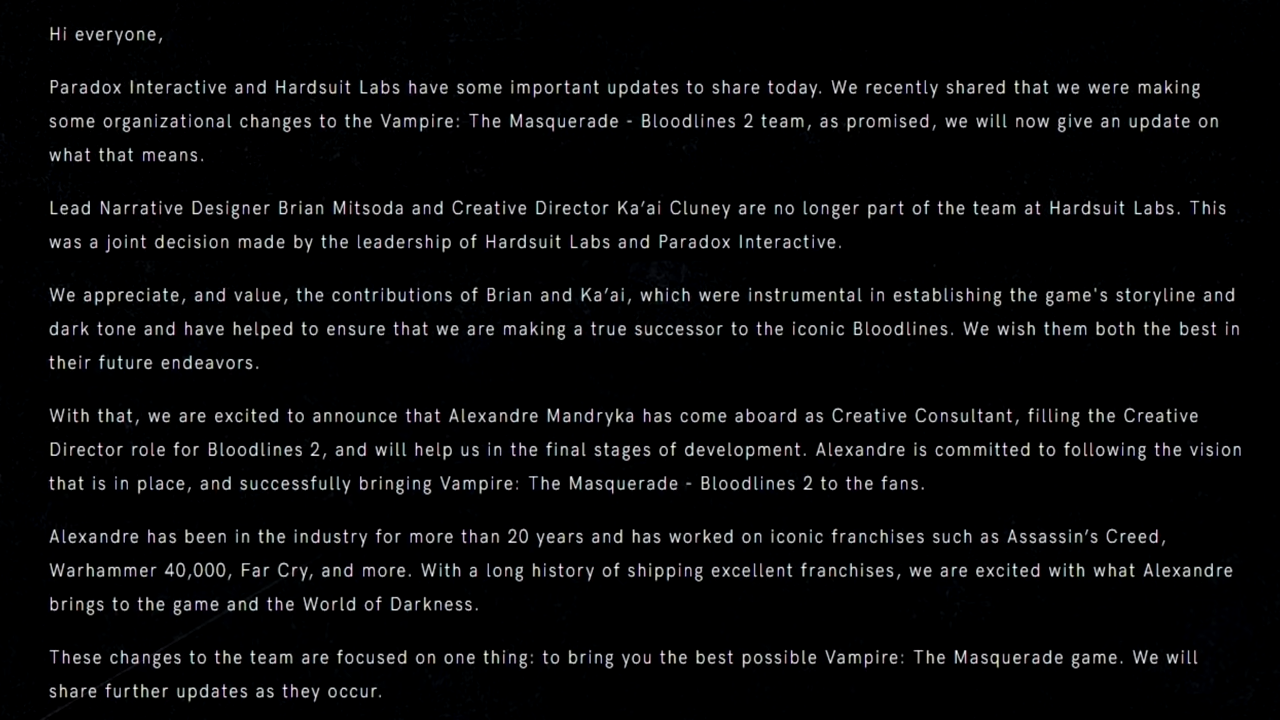 Hi everyone,
Paradox Interactive and Hardsuit Labs have some important updates to share today. We recently shared that we were making
some organizational changes to the Vampire: The Masquerade - Bloodlines 2 team, as promised, we will now give an update on
what that means.
Lead Narrative Designer Brian Mitsoda and Creative Director Ka’ai Cluney are no longer part of the team at Hardsuit Labs. This
was a joint decision made by the leadership of Hardsuit Labs and Paradox Interactive.
We appreciate, and value, the contributions of Brian and Ka’ai, which were instrumental in establishing the game's storyline and
dark tone and have helped to ensure that we are making a true successor to the iconic Bloodlines. We wish them both the best in
their future endeavors.
With that, we are excited to announce that Alexandre Mandryka has come aboard as Creative Consultant, filling the Creative
Director role for Bloodlines 2, and will help us in the final stages of development. Alexandre is committed to following the vision
that is in place, and successfully bringing Vampire: The Masquerade - Bloodlines 2 to the fans.
Alexandre has been in the industry for more than 20 years and has worked on iconic franchises such as Assassin’s Creed,
Warhammer 40,000, Far Cry, and more. With a long history of shipping excellent franchises, we are excited with what Alexandre
brings to the game and the World of Darkness.
These changes to the team are focused on one thing: to bring you the best possible Vampire: The Masquerade game. We will
share further updates as they occur.